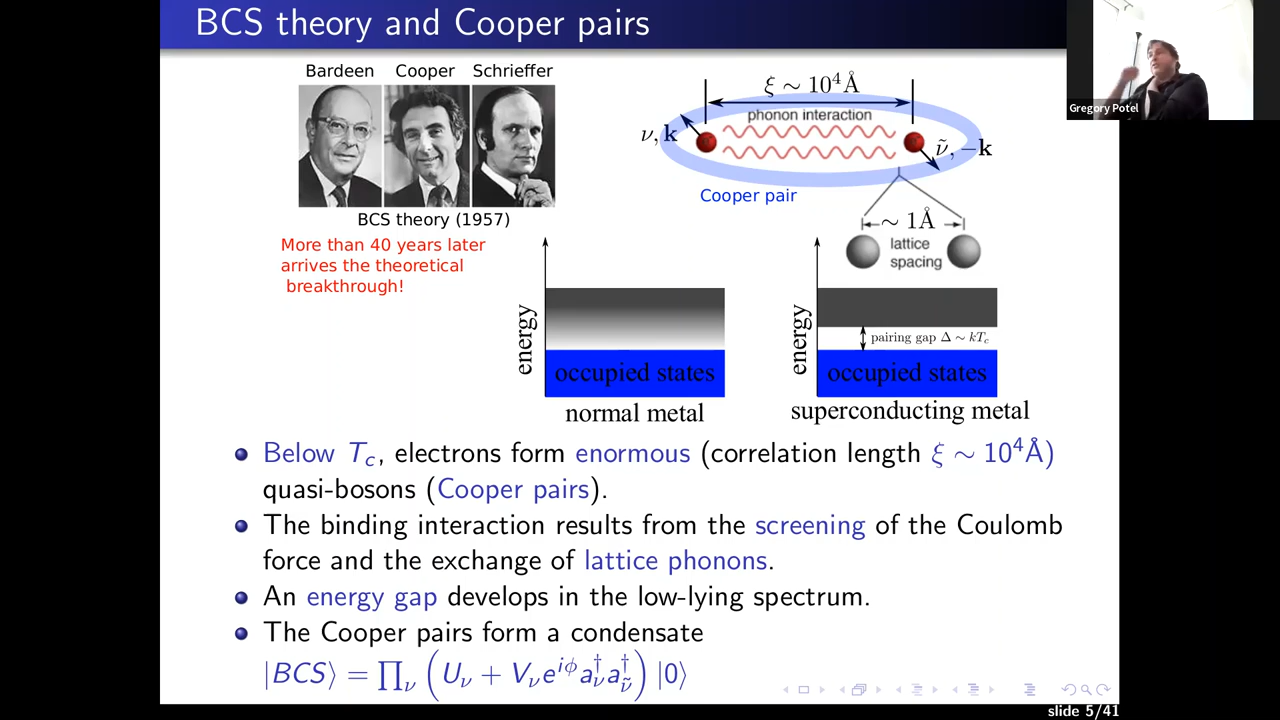 BCS theory and Cooper pairs
Bardeen Cooper Schrieffer
BCS theory (1957)
More than 40 years later
arrives the theoretical
breakthrough!
ξ ∼ 10⁴Å
phonon interaction
ν, k
ν̃, −k
Cooper pair
∼ 1Å
lattice
spacing
energy
occupied states
normal metal
energy
pairing gap Δ ∼ kT_c
occupied states
superconducting metal
Below T_c, electrons form enormous (correlation length ξ ∼ 10⁴Å)
quasi-bosons (Cooper pairs).
The binding interaction results from the screening of the Coulomb
force and the exchange of lattice phonons.
An energy gap develops in the low-lying spectrum.
The Cooper pairs form a condensate
|BCS⟩ = ∏_ν (U_ν + V_ν e^{iϕ} a†_ν a†_ν̃) |0⟩
Gregory Potel
slide 5/41